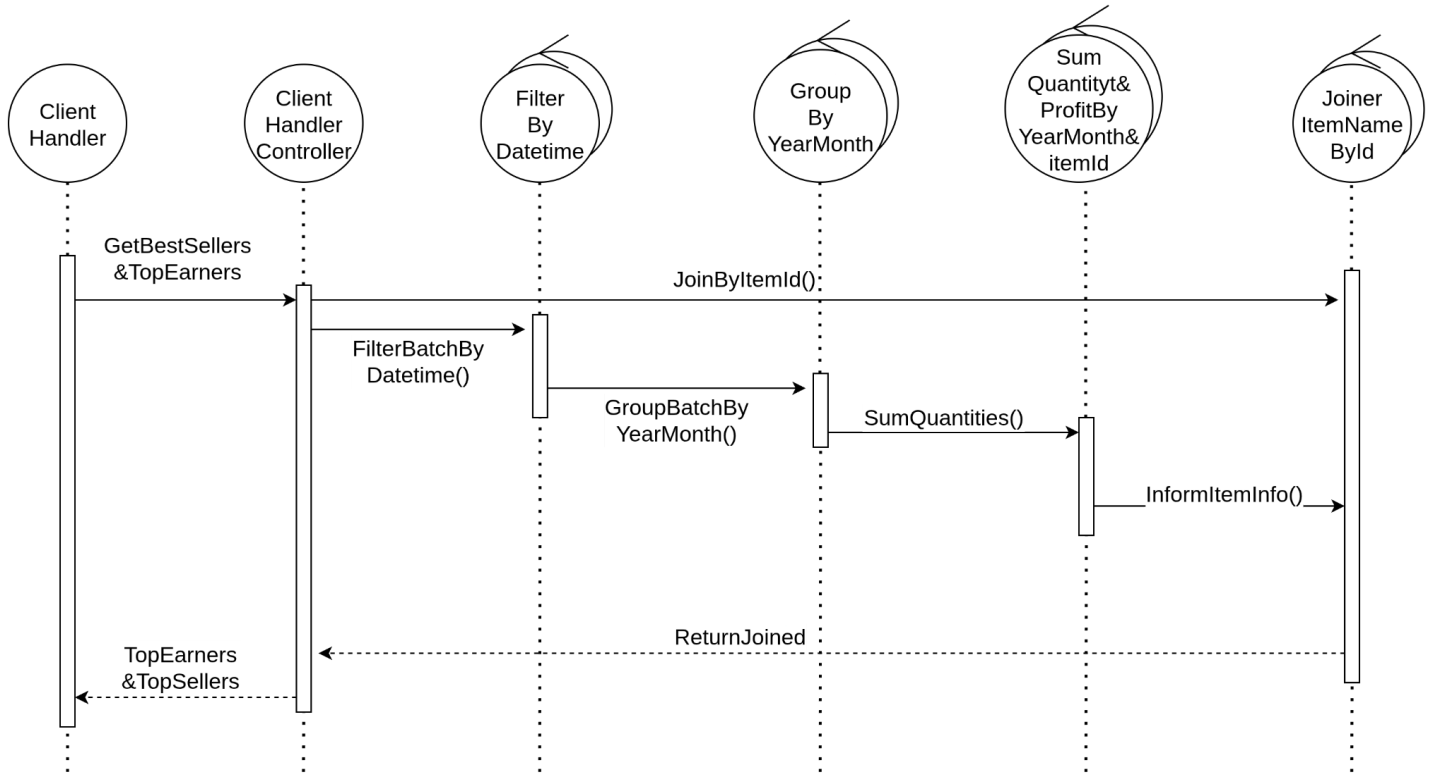 Client
Handler
Client
Handler
Controller
Filter
By
Datetime
Group
By
YearMonth
Sum
Quantityt&
ProfitBy
YearMonth&
itemId
Joiner
ItemName
ById
GetBestSellers
&TopEarners
JoinByItemId()
FilterBatchBy
Datetime()
GroupBatchBy
YearMonth()
SumQuantities()
InformItemInfo()
ReturnJoined
TopEarners
&TopSellers